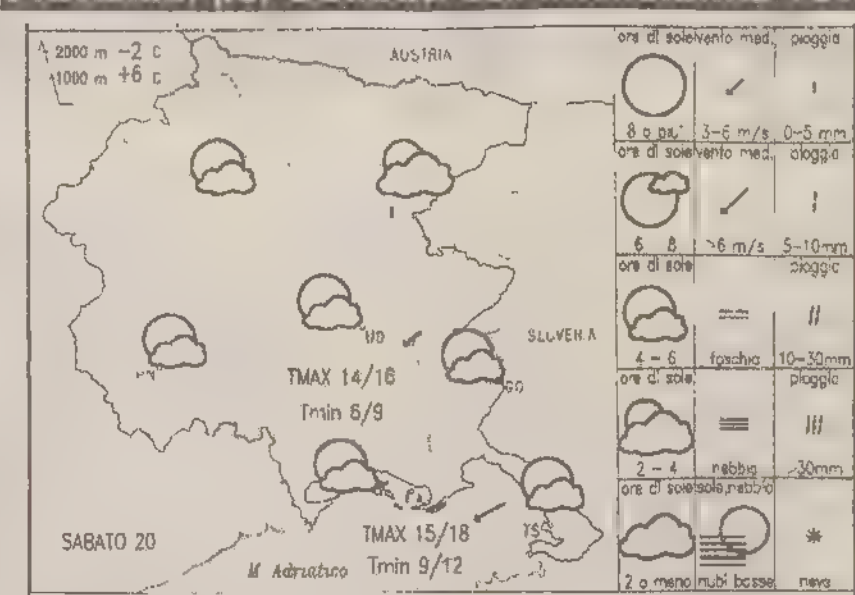 2000 m -2 C
1000 m +6 C
AUSTRIA
UD
SLOVENIA
PN
GO
TMAX 14/16
Tmin 6/9
TS
TMAX 15/18
Tmin 9/12
SABATO 20
M Adriatico
ore di sole vento med. pioggia
8 o piu' 3-6 m/s 0-5 mm
ore di sole vento med. pioggia
6 8 >6 m/s 5-10mm
ore di sole pioggia
4 - 6 foschia 10-30mm
ore di sole pioggia
2 - 4 nebbia >30mm
ore di sole sole,nebbia
2 o meno nubi basse neve